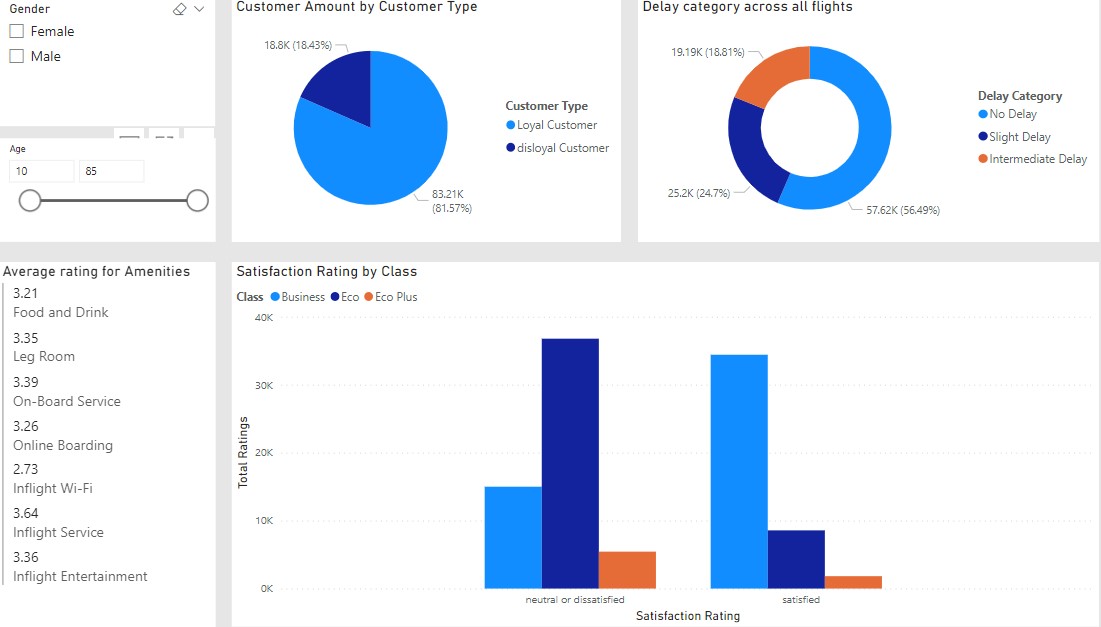 Gender
Female
Male
Age
10 85
Customer Amount by Customer Type
18.8K (18.43%)
83.21K
(81.57%)
Customer Type
Loyal Customer
disloyal Customer
Delay category across all flights
19.19K (18.81%)
25.2K (24.7%)
57.62K (56.49%)
Delay Category
No Delay
Slight Delay
Intermediate Delay
Average rating for Amenities
3.21
Food and Drink
3.35
Leg Room
3.39
On-Board Service
3.26
Online Boarding
2.73
Inflight Wi-Fi
3.64
Inflight Service
3.36
Inflight Entertainment
Satisfaction Rating by Class
Class Business Eco Eco Plus
Total Ratings
40K
30K
20K
10K
0K
neutral or dissatisfied satisfied
Satisfaction Rating